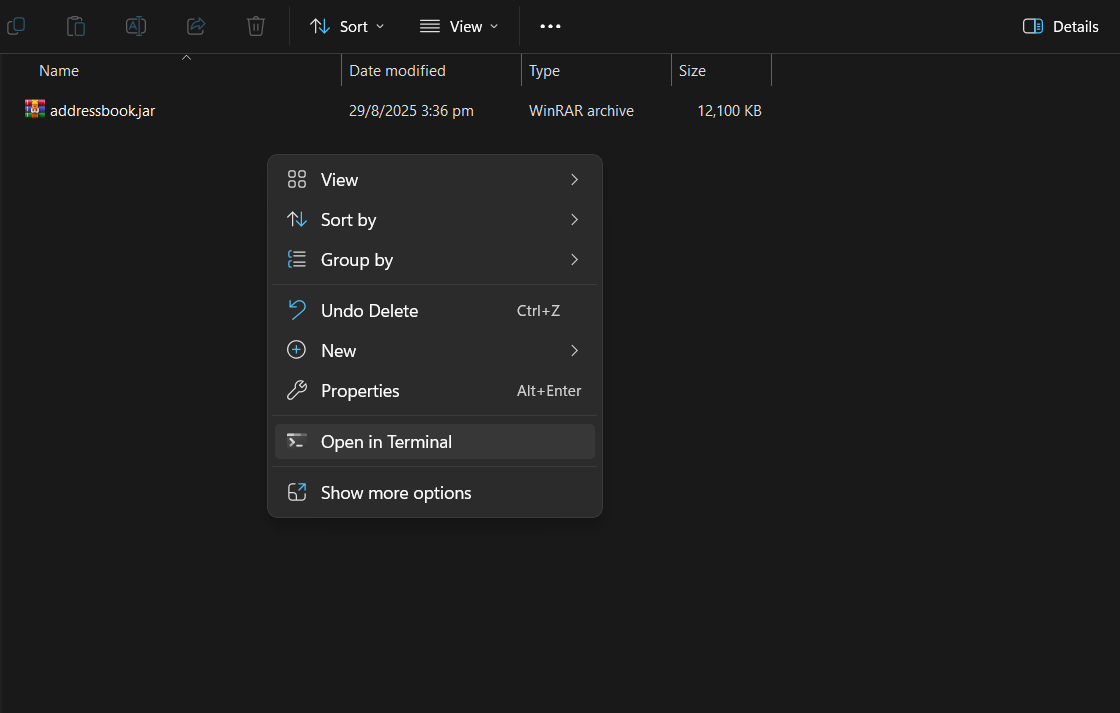 Sort View ... Details
Name Date modified Type Size
addressbook.jar 29/8/2025 3:36 pm WinRAR archive 12,100 KB
View
Sort by
Group by
Undo Delete Ctrl+Z
New
Properties Alt+Enter
Open in Terminal
Show more options